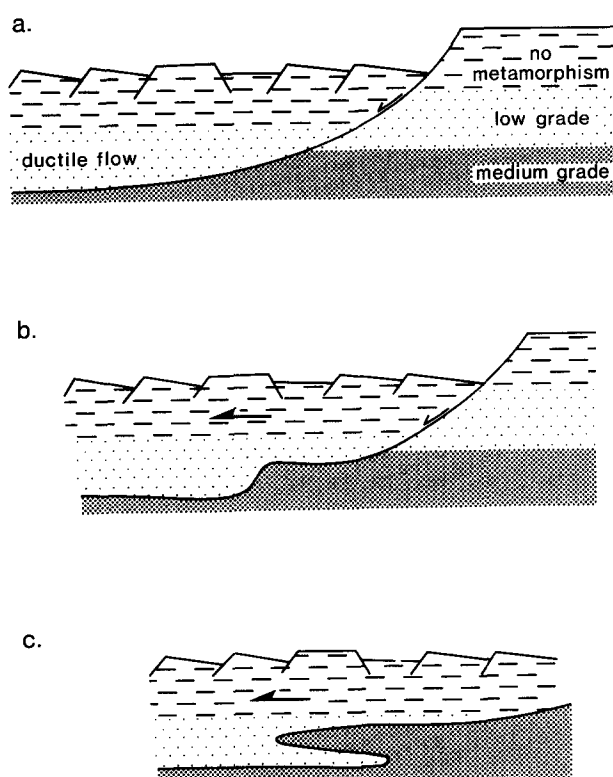 a.
no
metamorphism
low grade
ductile flow
medium grade
b.
c.